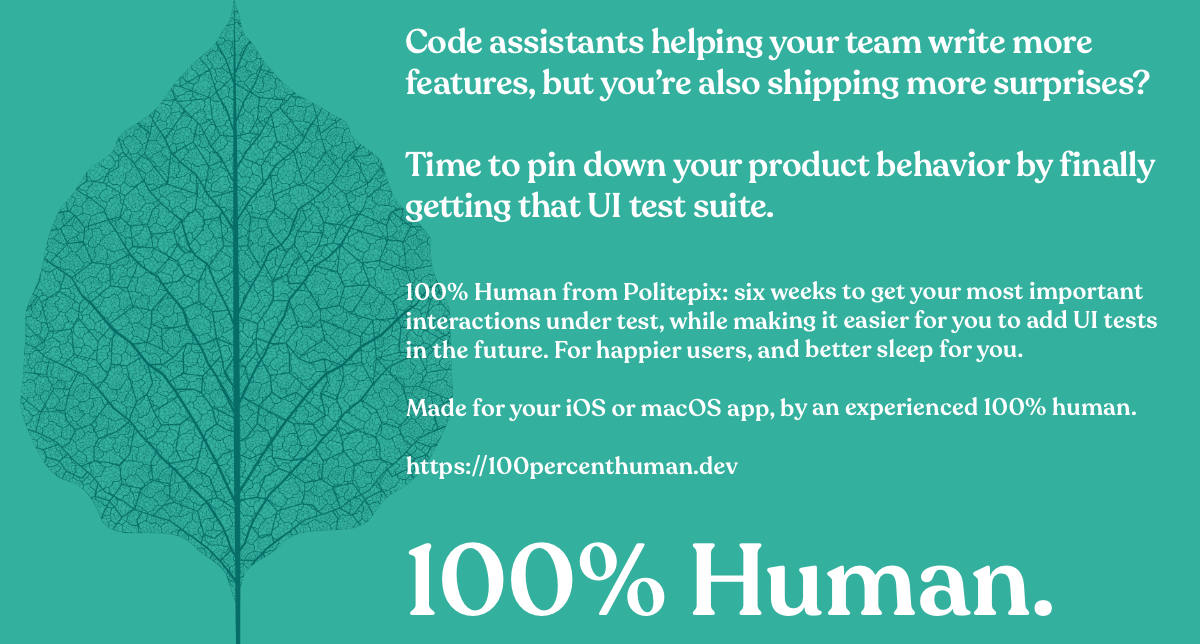 Code assistants helping your team write more
features, but you’re also shipping more surprises?
Time to pin down your product behavior by finally
getting that UI test suite.
100% Human from Politepix: six weeks to get your most important
interactions under test, while making it easier for you to add UI tests
in the future. For happier users, and better sleep for you.
Made for your iOS or macOS app, by an experienced 100% human.
https://100percenthuman.dev
100% Human.